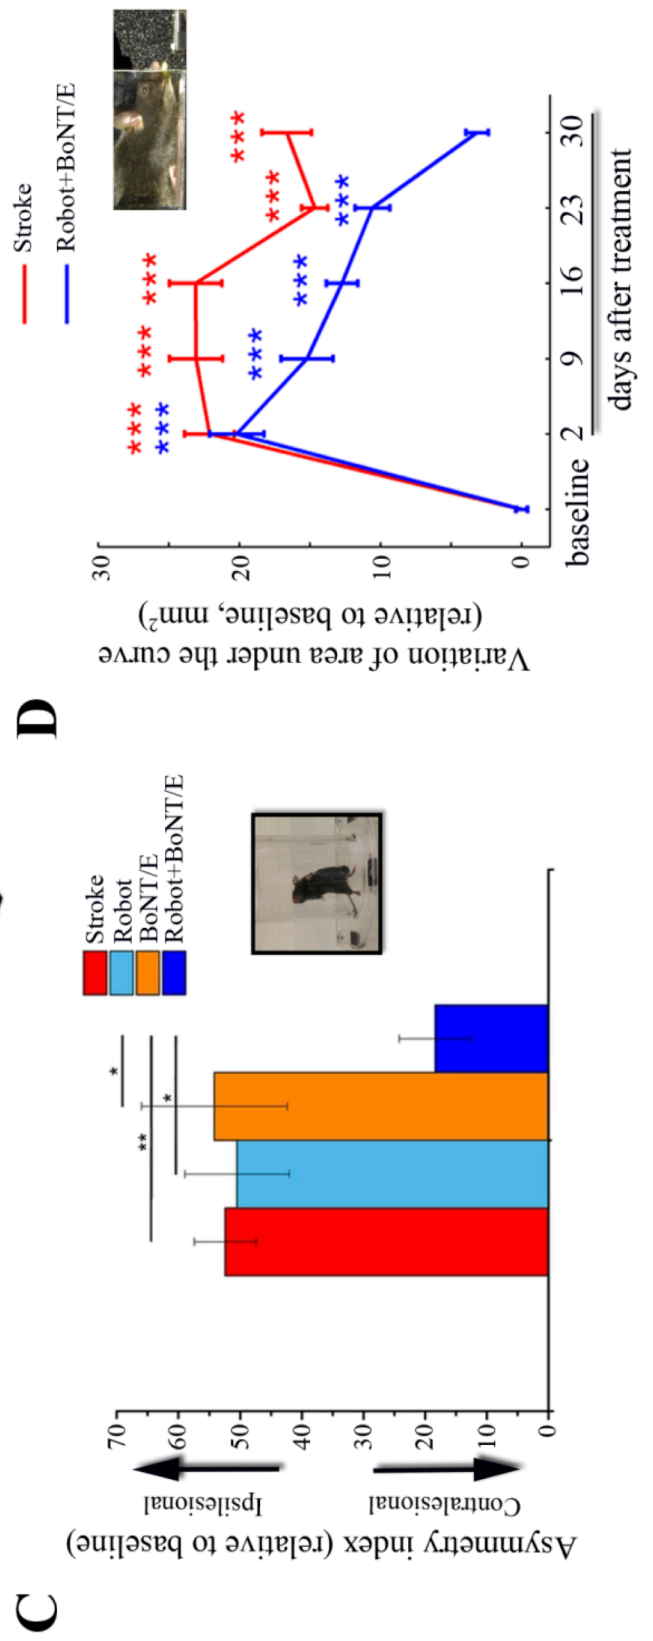 C
Asymmetry index (relative to baseline)
Ipsilesional
Contralesional
70
60
50
40
30
20
10
0
*
**
*
Stroke
Robot
BoNT/E
Robot+BoNT/E
D
Variation of area under the curve
(relative to baseline, mm²)
30
20
10
0
Stroke
Robot+BoNT/E
***
***
***
***
***
***
***
***
***
baseline
2
9
16
23
30
days after treatment